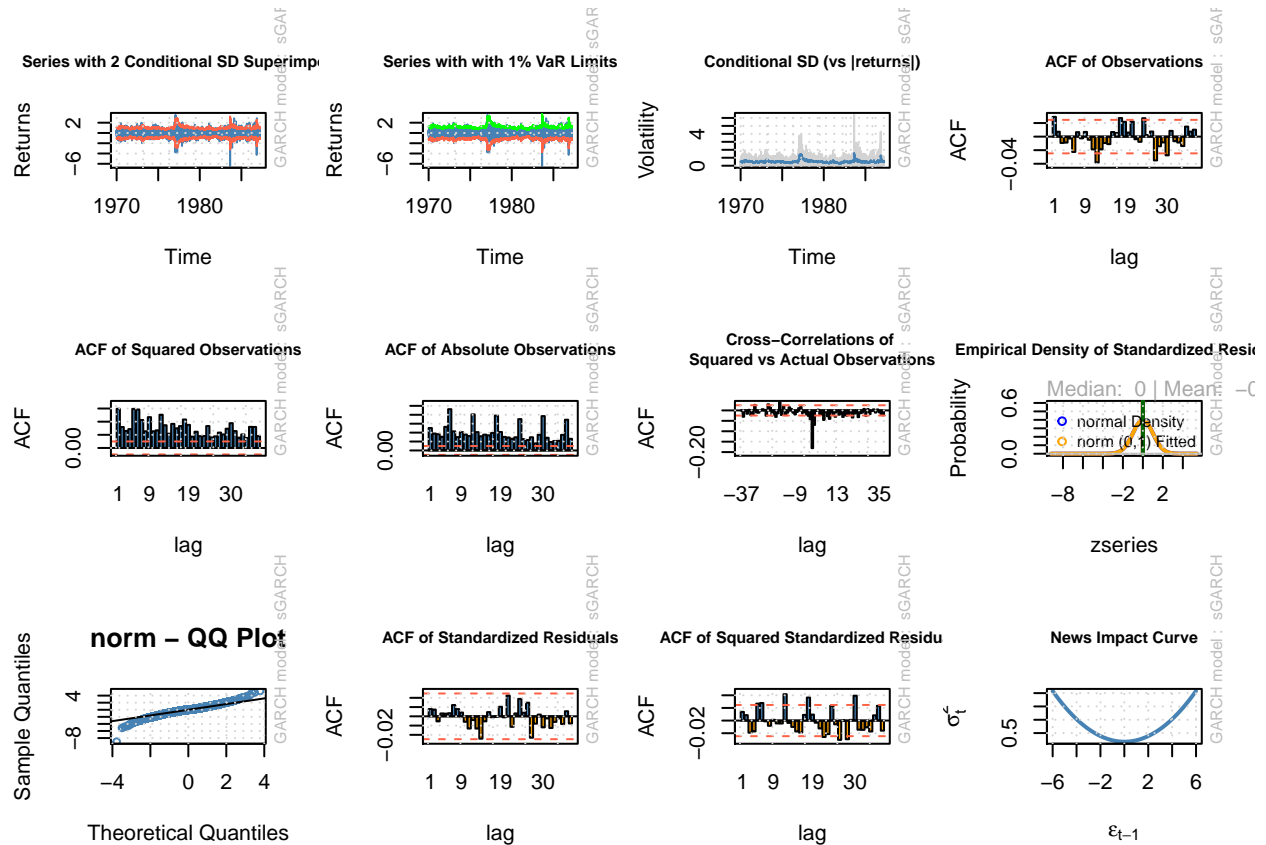 Series with 2 Conditional SD Superimp
Returns
2
−6
1970 1980
Time
GARCH model : sGAR
Series with with 1% VaR Limits
Returns
2
−6
1970 1980
Time
GARCH model : sGAR
Conditional SD (vs |returns|)
Volatility
4
0
1970 1980
Time
GARCH model : sGAR
ACF of Observations
ACF
−0.04
1 9 19 30
lag
GARCH model : sGAR
ACF of Squared Observations
ACF
0.00
1 9 19 30
lag
GARCH model : sGARCH
ACF of Absolute Observations
ACF
0.00
1 9 19 30
lag
GARCH model : sGARCH
Cross−Correlations of
Squared vs Actual Observations
ACF
−0.20
−37 −9 13 35
lag
GARCH model : sGARCH
Empirical Density of Standardized Resid
Median: 0 | Mean: −0
Probability
0.6
0.0
normal Density
norm (0,1) Fitted
−8 −2 2
zseries
GARCH model : sGARCH
norm − QQ Plot
Sample Quantiles
4
−8
−4 0 2 4
Theoretical Quantiles
GARCH model : sGARCH
ACF of Standardized Residuals
ACF
−0.02
1 9 19 30
lag
GARCH model : sGARCH
ACF of Squared Standardized Residu
ACF
−0.02
1 9 19 30
lag
GARCH model : sGARCH
News Impact Curve
0.5
−6 −2 2 6
εt−1
GARCH model : sGARCH